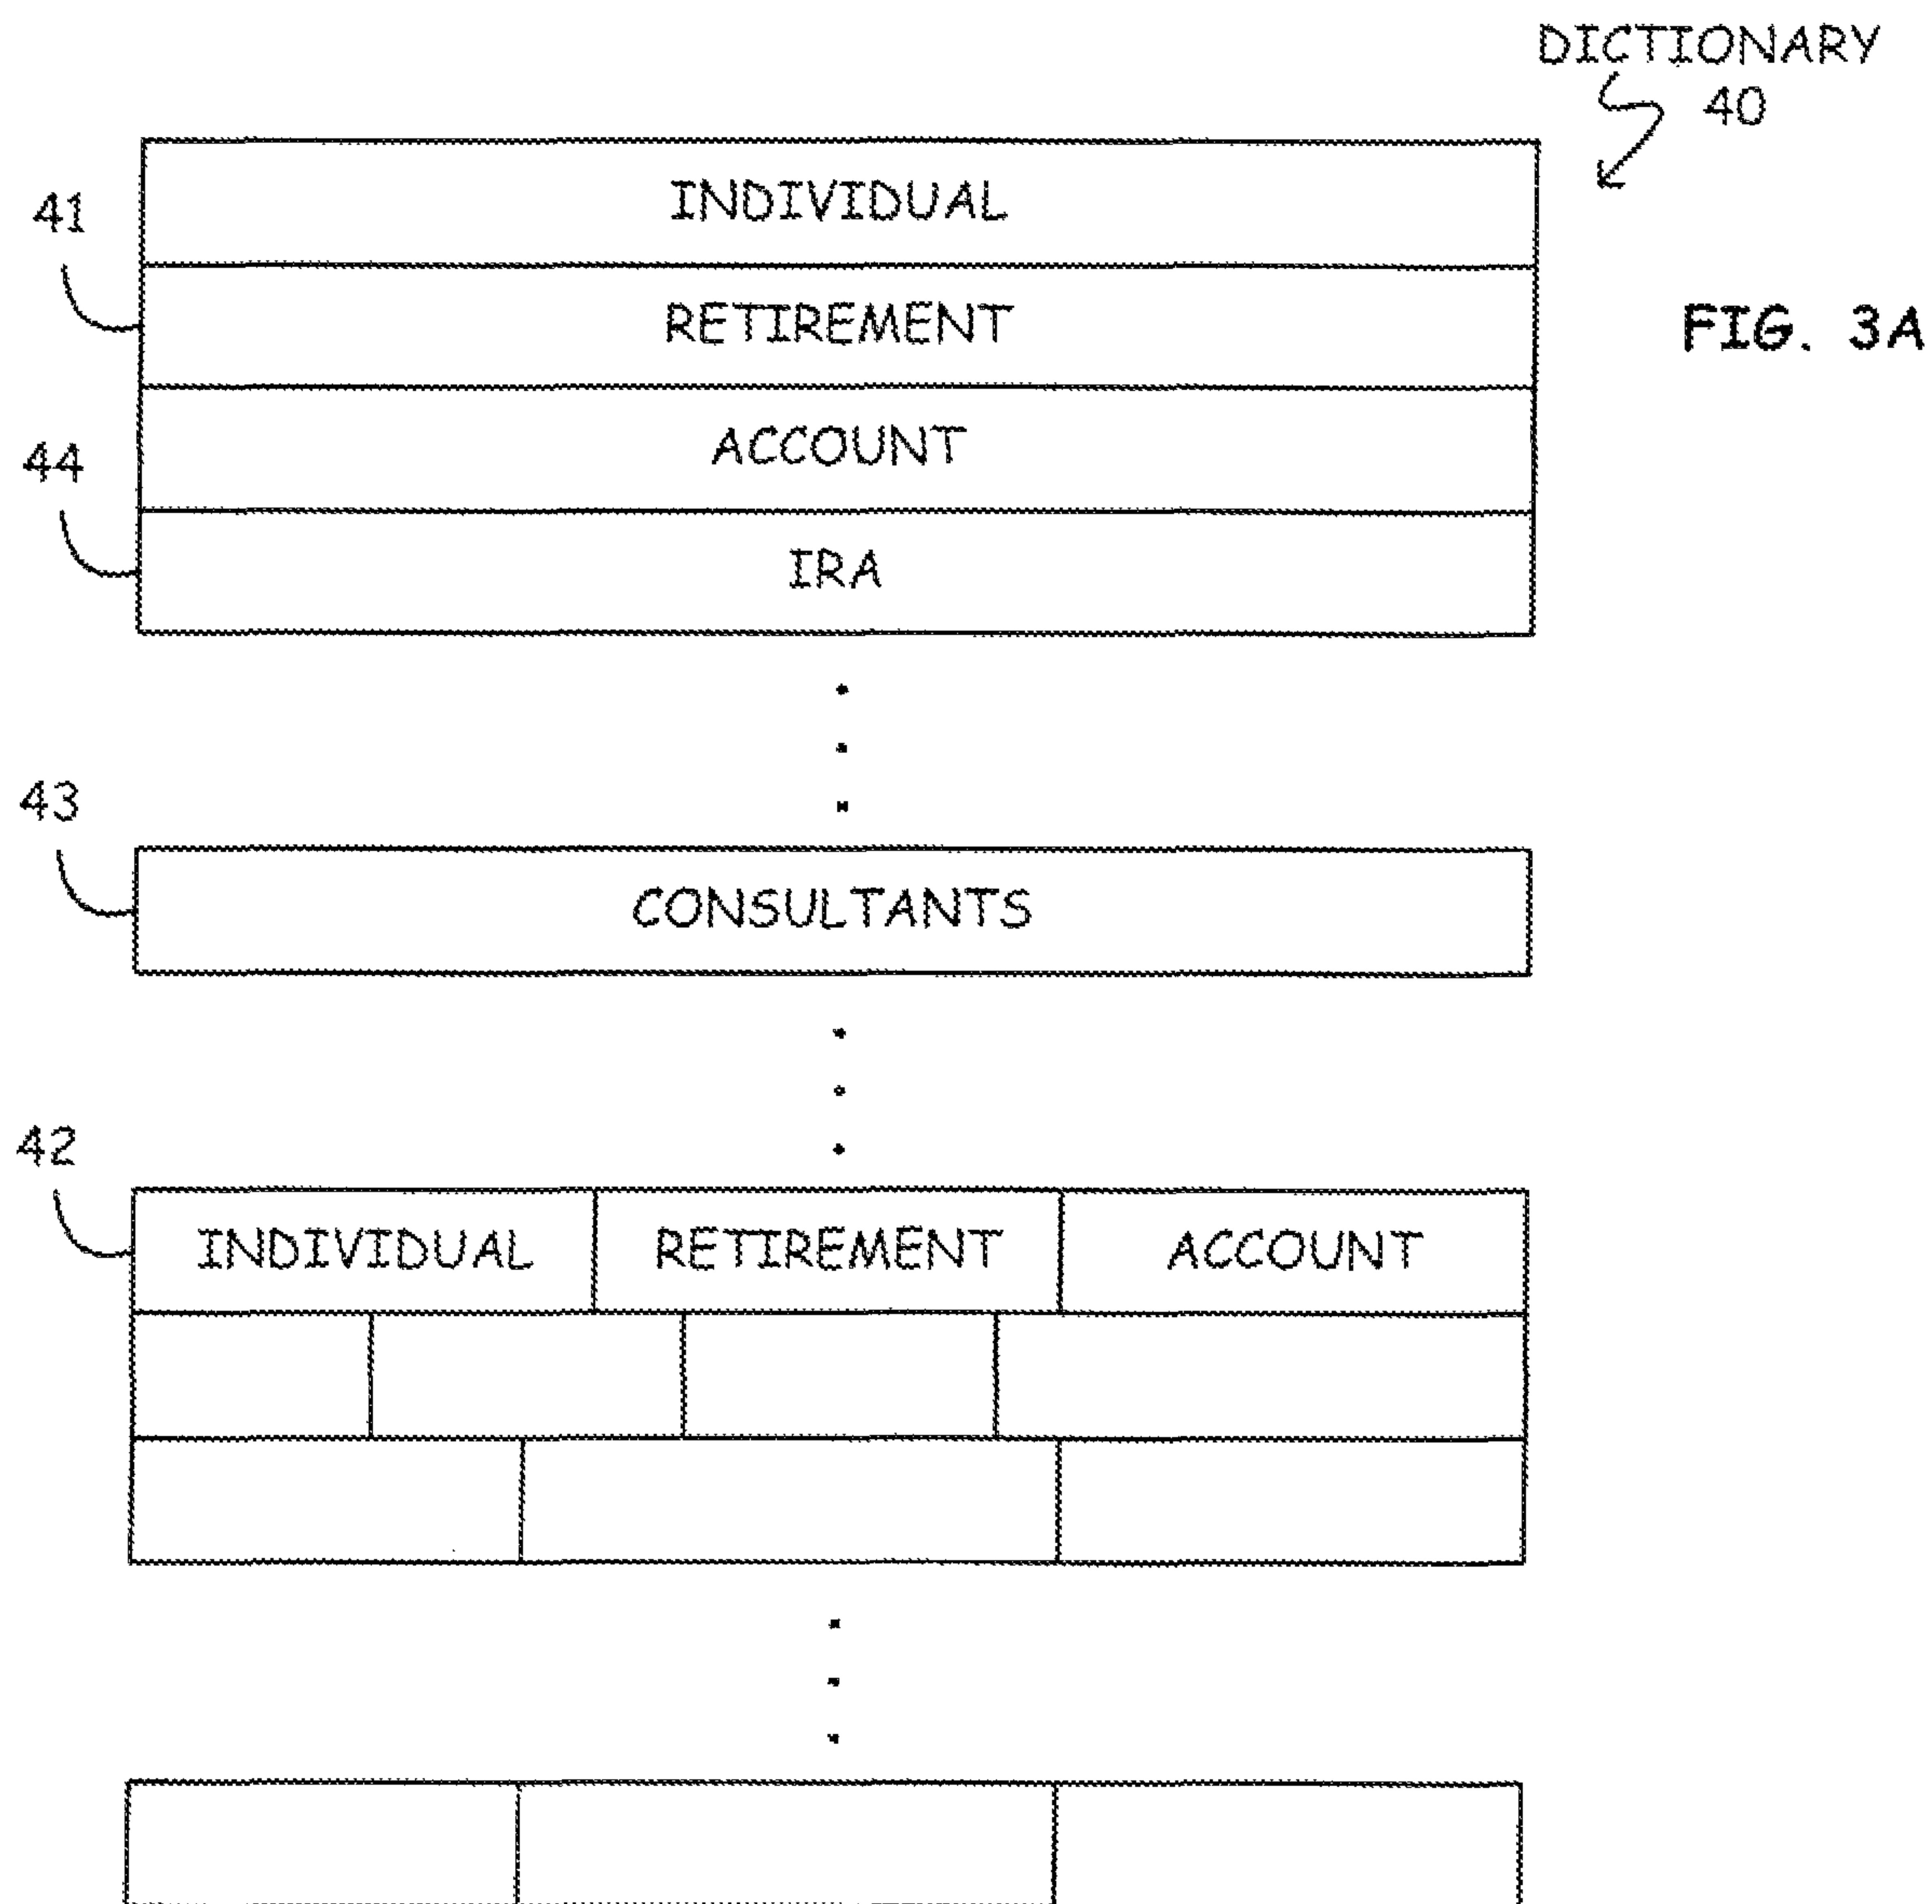 DICTIONARY
40
INDIVIDUAL
41
RETIREMENT
FIG. 3A
ACCOUNT
44
IRA
43
CONSULTANTS
42
INDIVIDUAL RETIREMENT ACCOUNT